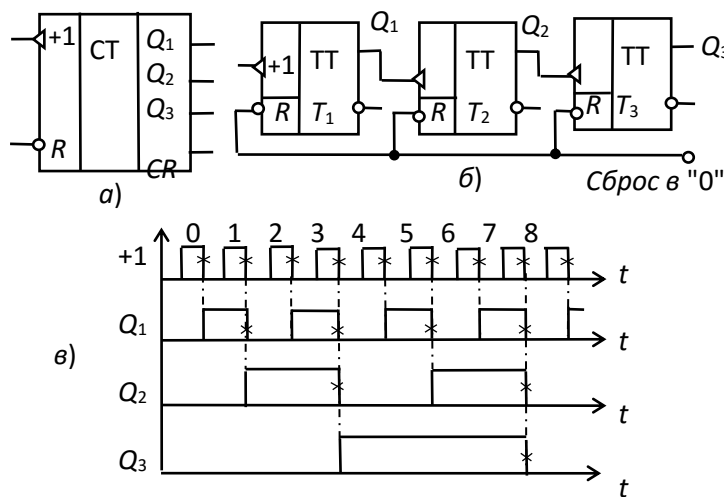 +1 CT Q1
Q2
Q3
R CR
а)
+1 TT Q1
R T1
TT Q2
R T2
TT Q3
R T3
б)
Сброс в "0"
0 1 2 3 4 5 6 7 8
+1 t
Q1 t
в)
Q2 t
Q3 t